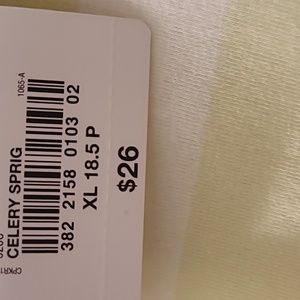 CELERY SPRIG
1065-A
382 2158 0103 02
XL 18.5 P
$26